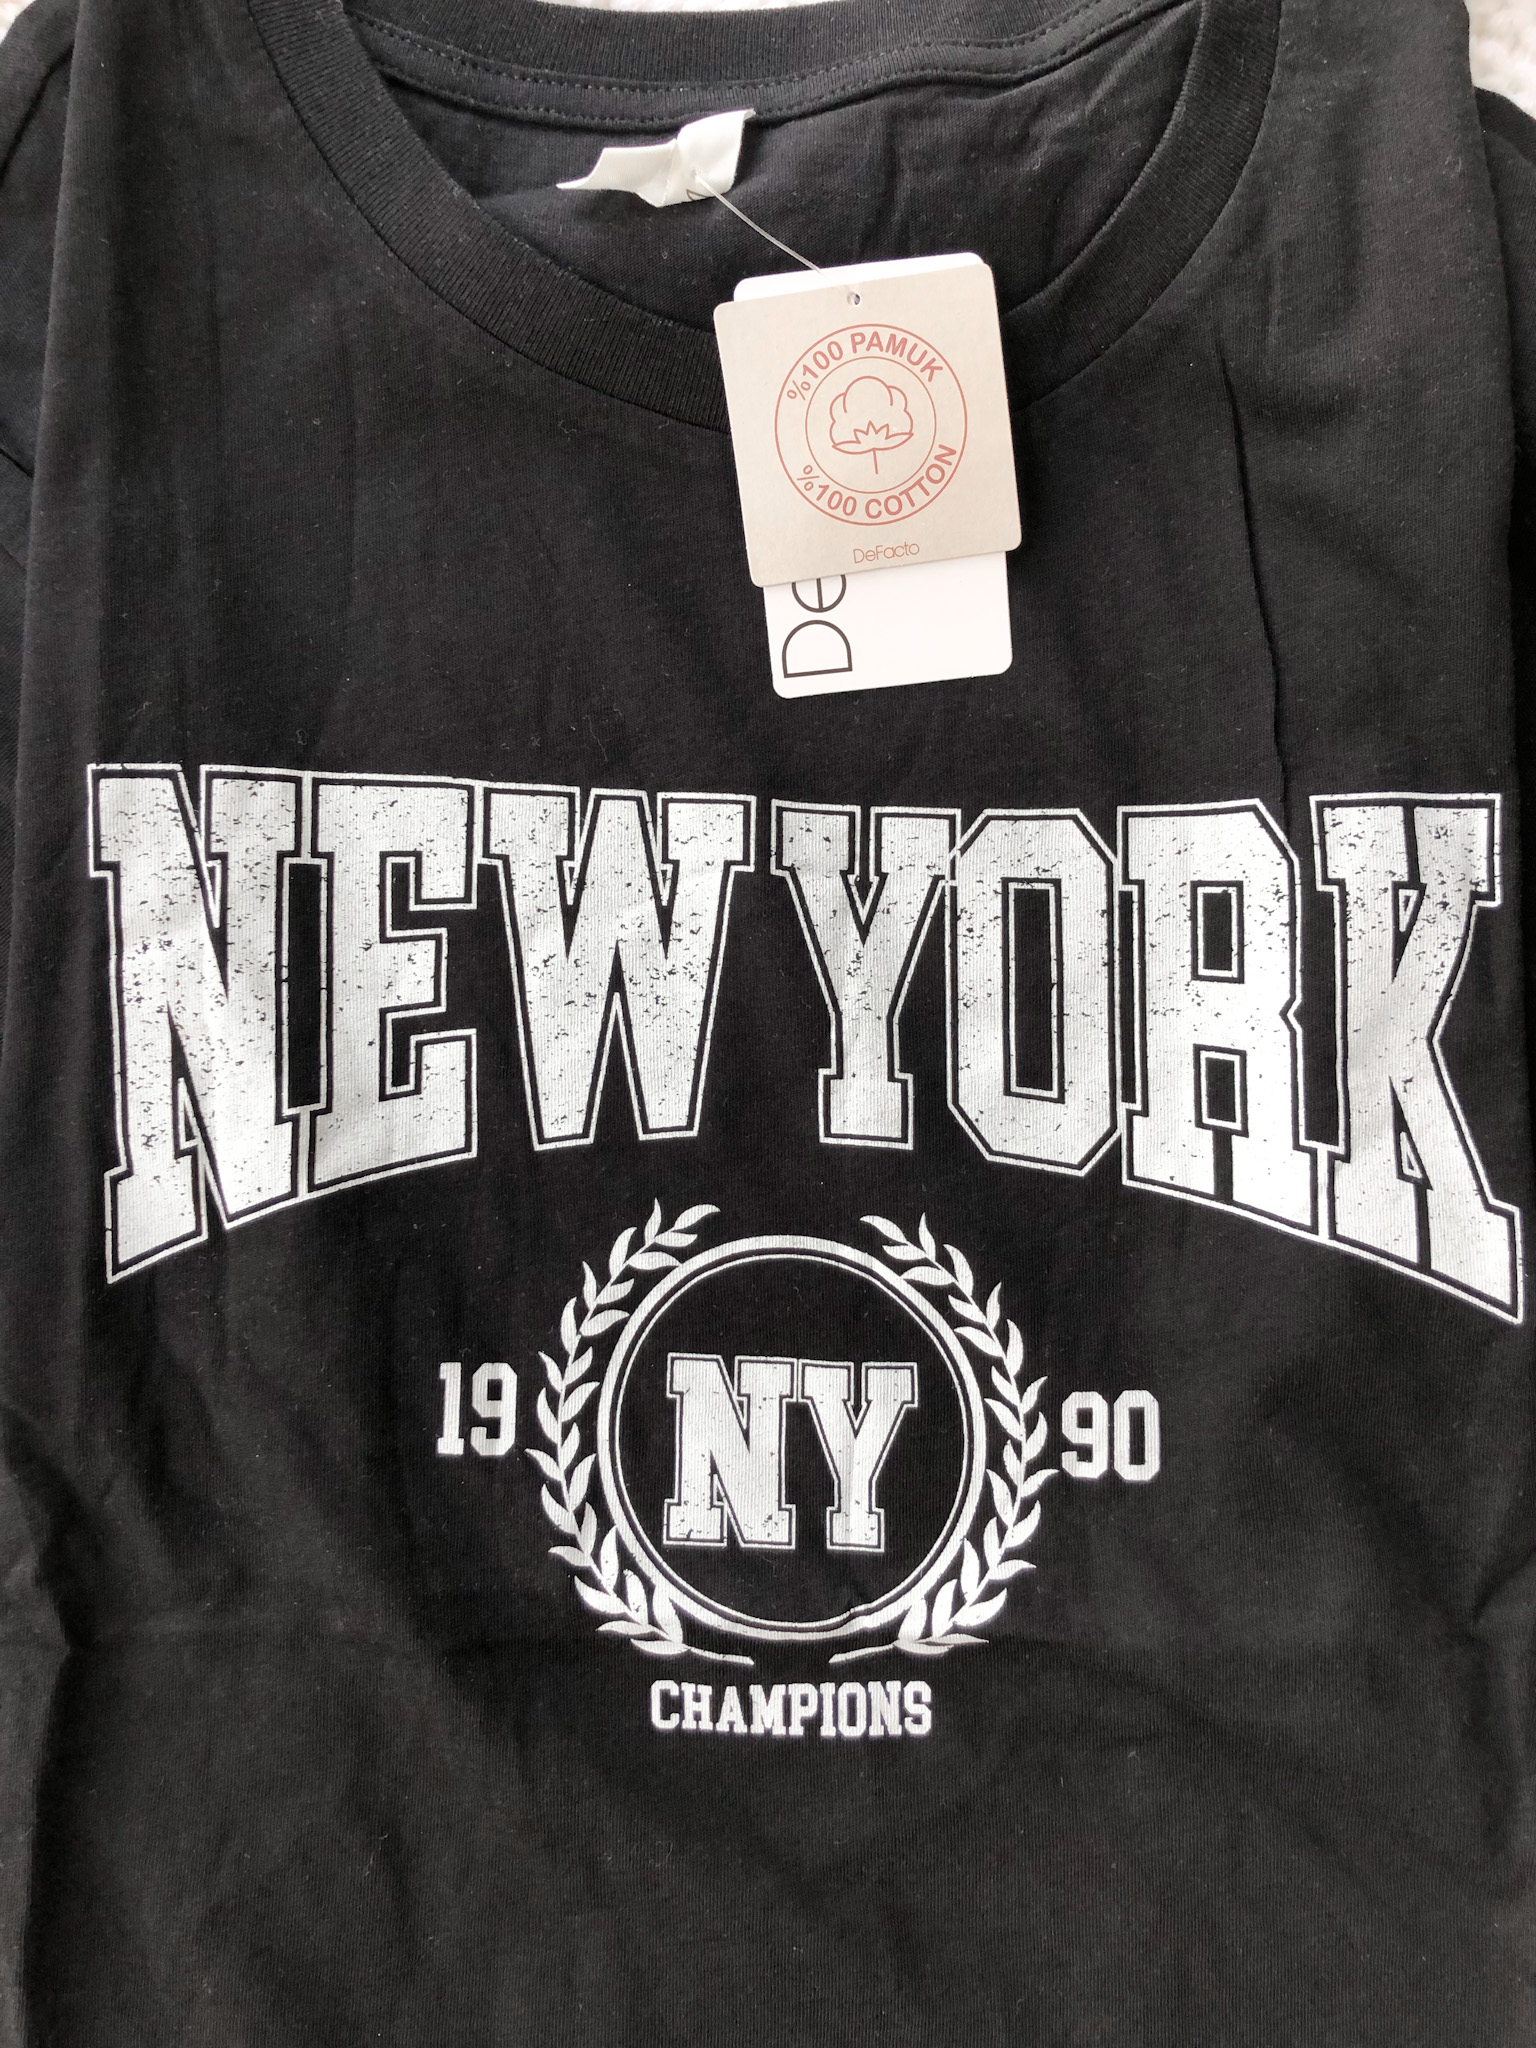 %100 PAMUK
%100 COTTON
DeFacto
De
NEW YORK
19 NY 90
CHAMPIONS